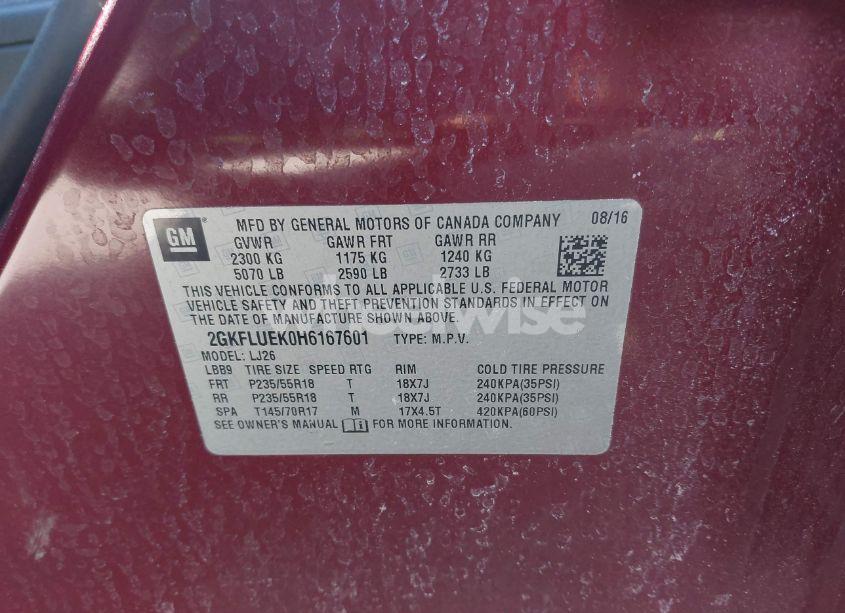 GM
MFD BY GENERAL MOTORS OF CANADA COMPANY 08/16
GVWR GAWR FRT GAWR RR
2300 KG 1175 KG 1240 KG
5070 LB 2590 LB 2733 LB
THIS VEHICLE CONFORMS TO ALL APPLICABLE U.S. FEDERAL MOTOR
VEHICLE SAFETY AND THEFT PREVENTION STANDARDS IN EFFECT ON
THE DATE OF MANUFACTURE SHOWN ABOVE.
2GKFLUEK0H6167601 TYPE: M.P.V.
MODEL: LJ26
LBB9 TIRE SIZE SPEED RTG RIM COLD TIRE PRESSURE
FRT P235/55R18 T 18X7J 240KPA(35PSI)
RR P235/55R18 T 18X7J 240KPA(35PSI)
SPA T145/70R17 M 17X4.5T 420KPA(60PSI)
SEE OWNER'S MANUAL FOR MORE INFORMATION.